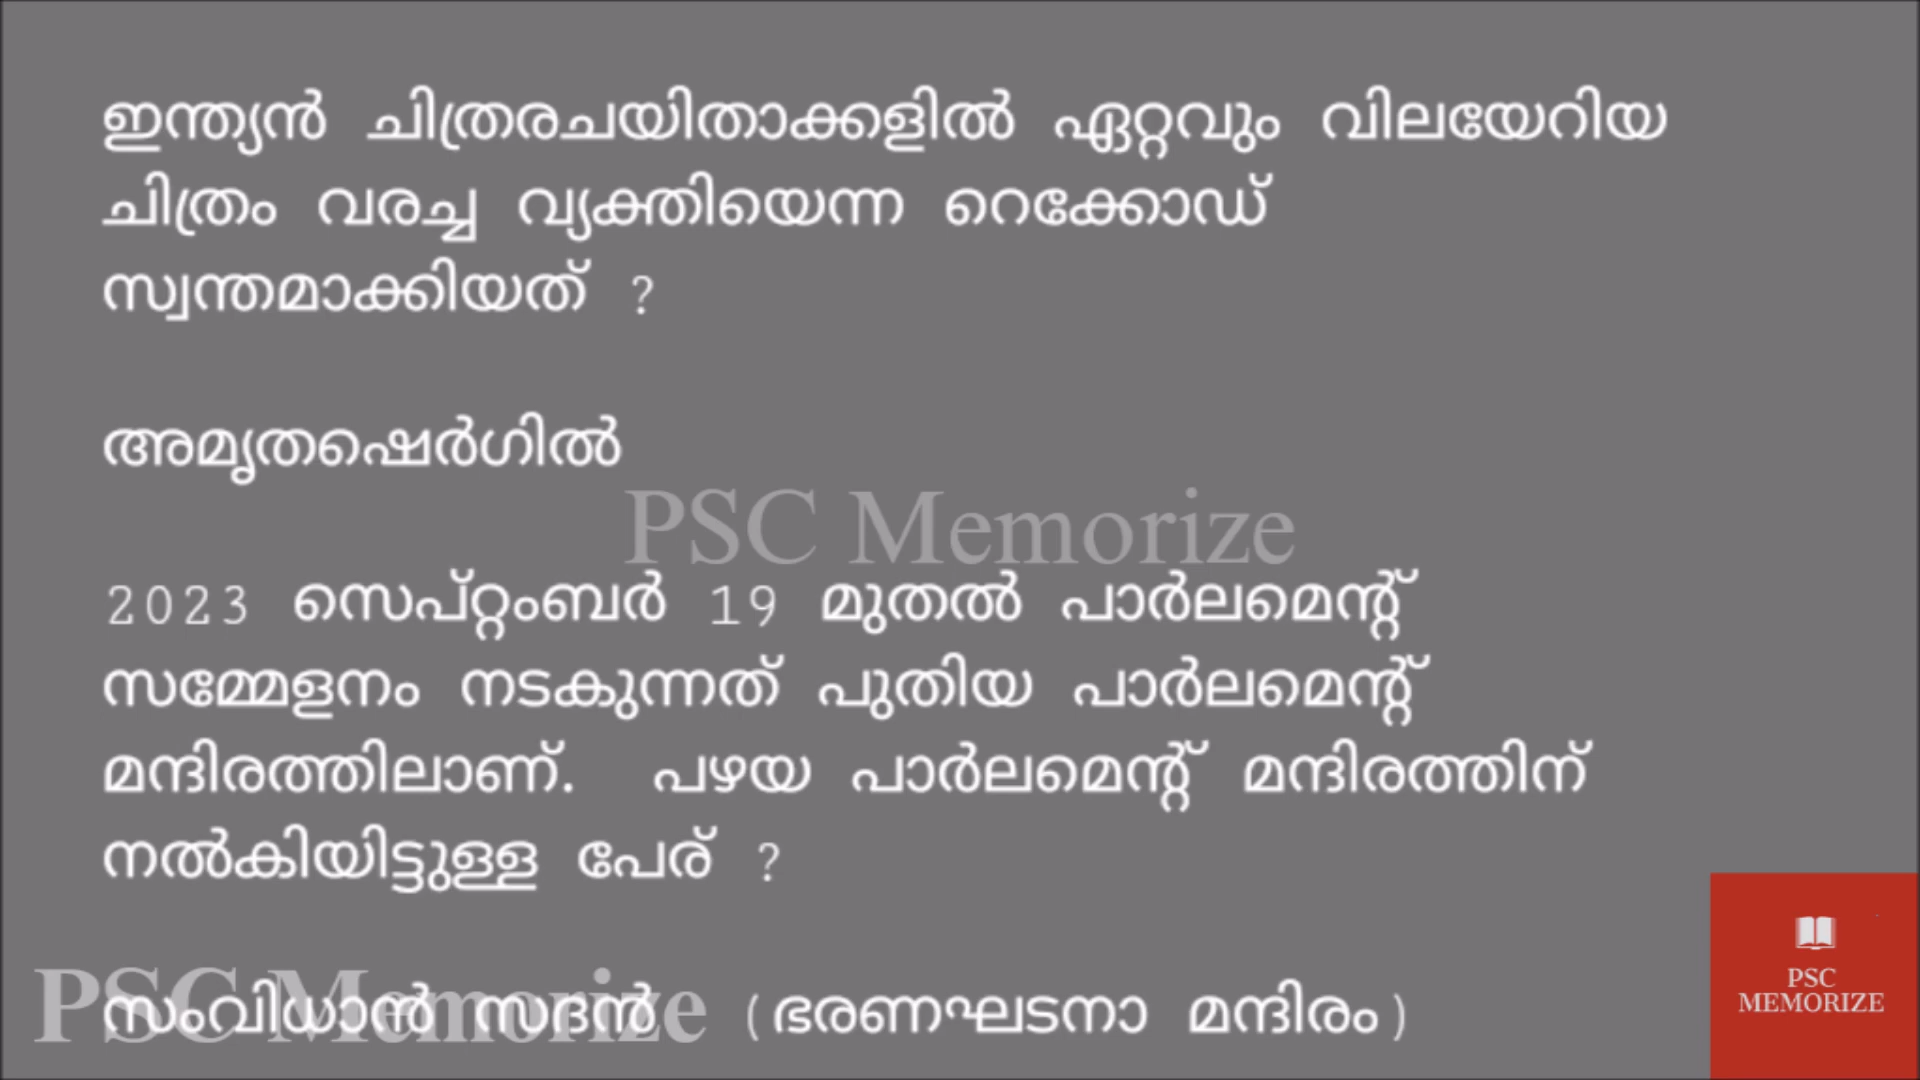 ഇന്ത്യൻ ചിത്രരചയിതാക്കളിൽ ഏറ്റവും വിലയേറിയ
ചിത്രം വരച്ച വ്യക്തിയെന്ന റെക്കോഡ്
സ്വന്തമാക്കിയത് ?
അമൃതഷെർഗിൽ
PSC Memorize
2023 സെപ്റ്റംബർ 19 മുതൽ പാർലമെന്റ്
സമ്മേളനം നടകുന്നത് പുതിയ പാർലമെന്റ്
മന്ദിരത്തിലാണ്. പഴയ പാർലമെന്റ് മന്ദിരത്തിന്
നൽകിയിട്ടുള്ള പേര് ?
സംവിധാൻ സദൻ (ഭരണഘടനാ മന്ദിരം)
PSC Memorize
PSC
MEMORIZE